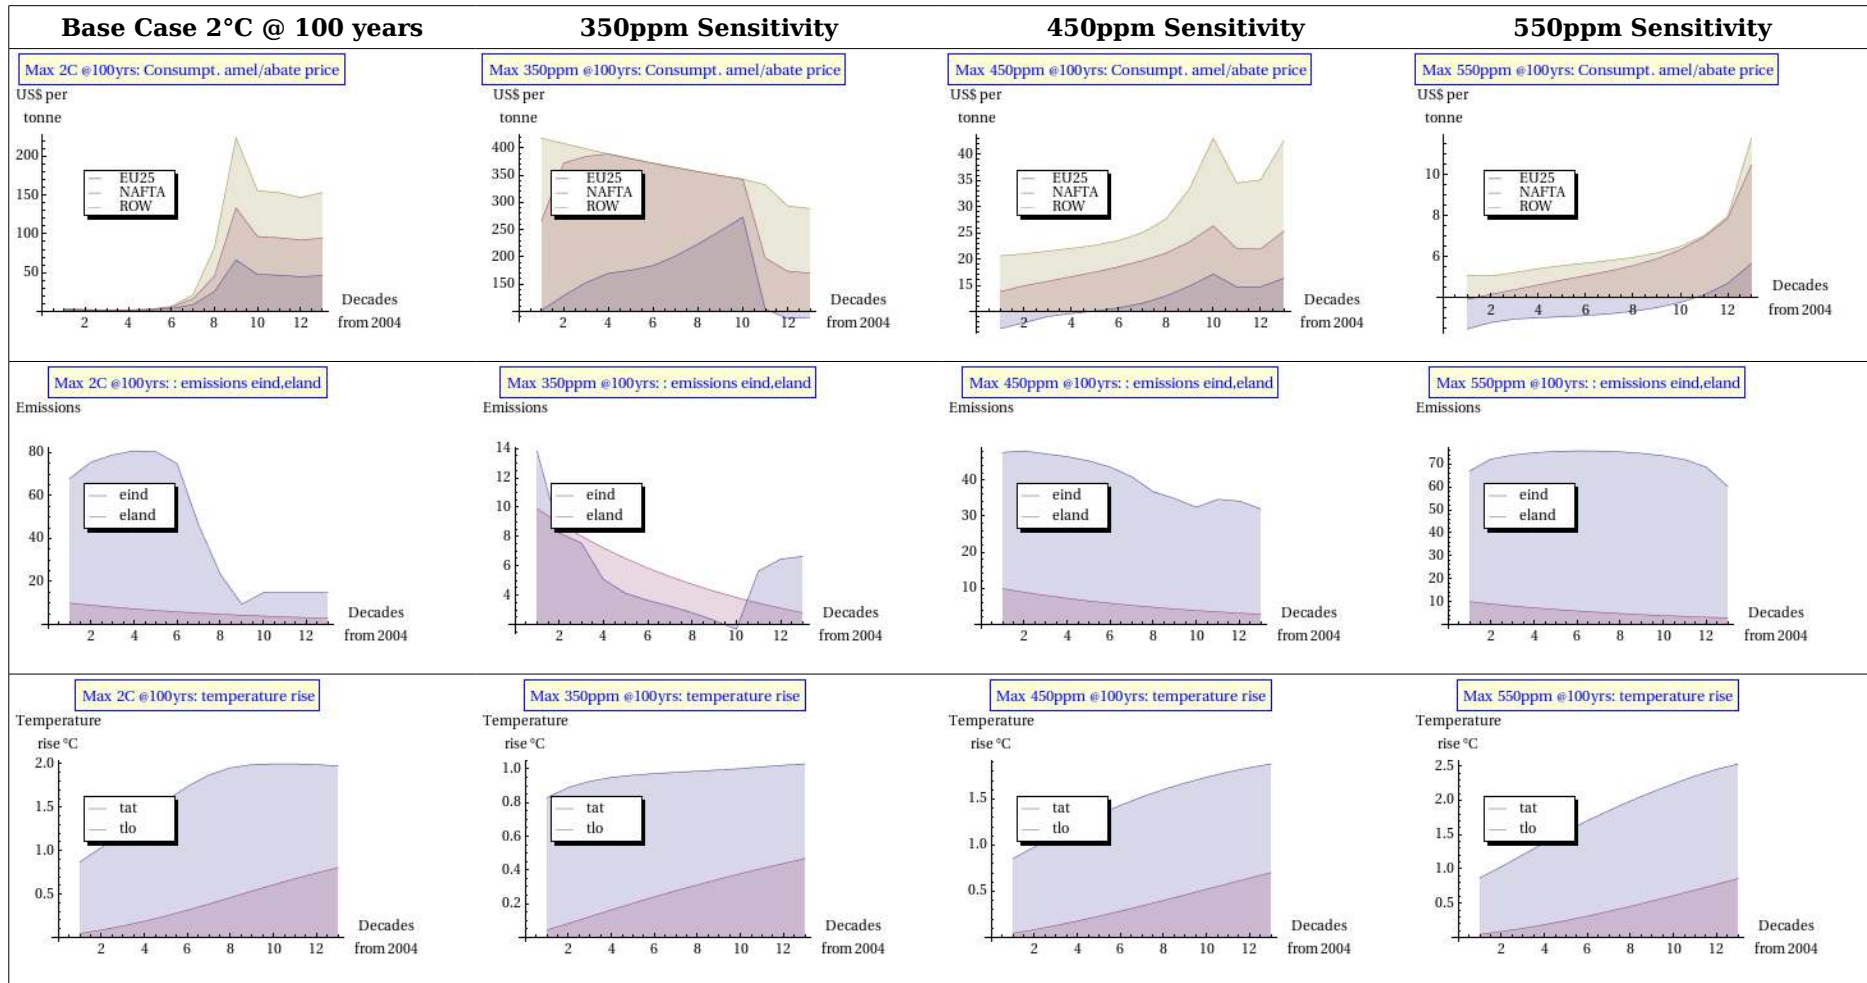 Base Case 2°C @ 100 years
350ppm Sensitivity
450ppm Sensitivity
550ppm Sensitivity
Max 2C @100yrs: Consumpt. amel/abate price
US$ per
tonne
200
150
100
50
EU25
NAFTA
ROW
2 4 6 8 10 12
Decades
from 2004
Max 350ppm @100yrs: Consumpt. amel/abate price
US$ per
tonne
400
350
300
250
200
150
EU25
NAFTA
ROW
2 4 6 8 10 12
Decades
from 2004
Max 450ppm @100yrs: Consumpt. amel/abate price
US$ per
tonne
40
35
30
25
20
15
EU25
NAFTA
ROW
2 4 6 8 10 12
Decades
from 2004
Max 550ppm @100yrs: Consumpt. amel/abate price
US$ per
tonne
10
8
6
EU25
NAFTA
ROW
2 4 6 8 10 12
Decades
from 2004
Max 2C @100yrs: : emissions eind,eland
Emissions
80
60
40
20
eind
eland
2 4 6 8 10 12
Decades
from 2004
Max 350ppm @100yrs: : emissions eind,eland
Emissions
14
12
10
8
6
4
eind
eland
2 4 6 8 10 12
Decades
from 2004
Max 450ppm @100yrs: : emissions eind,eland
Emissions
40
30
20
10
eind
eland
2 4 6 8 10 12
Decades
from 2004
Max 550ppm @100yrs: : emissions eind,eland
Emissions
70
60
50
40
30
20
10
eind
eland
2 4 6 8 10 12
Decades
from 2004
Max 2C @100yrs: temperature rise
Temperature
rise °C
2.0
1.5
1.0
0.5
tat
tlo
2 4 6 8 10 12
Decades
from 2004
Max 350ppm @100yrs: temperature rise
Temperature
rise °C
1.0
0.8
0.6
0.4
0.2
tat
tlo
2 4 6 8 10 12
Decades
from 2004
Max 450ppm @100yrs: temperature rise
Temperature
rise °C
1.5
1.0
0.5
tat
tlo
2 4 6 8 10 12
Decades
from 2004
Max 550ppm @100yrs: temperature rise
Temperature
rise °C
2.5
2.0
1.5
1.0
0.5
tat
tlo
2 4 6 8 10 12
Decades
from 2004